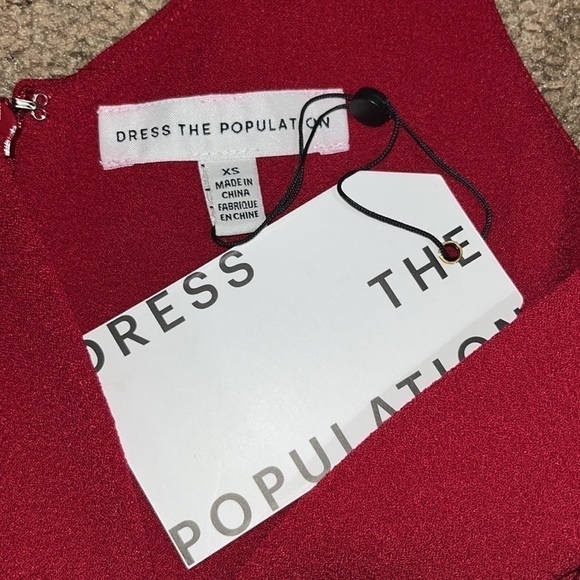 DRESS THE POPULATION
XS
MADE IN
CHINA
FABRIQUE
EN CHINE
DRESS THE
POPULATION